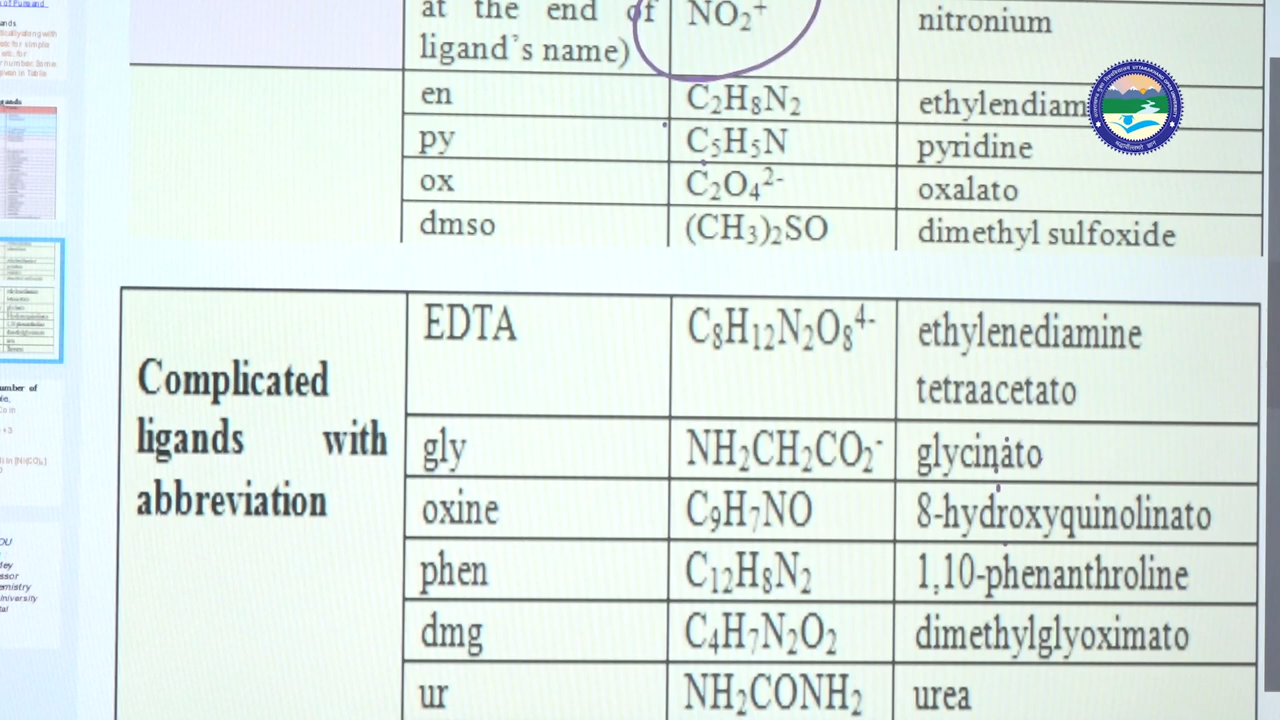 at the end of NO₂⁺ nitronium
ligand's name)
en C₂H₈N₂ ethylendiam
py C₅H₅N pyridine
ox C₂O₄²⁻ oxalato
dmso (CH₃)₂SO dimethyl sulfoxide
Complicated ligands with abbreviation
EDTA C₈H₁₂N₂O₈⁴⁻ ethylenediamine
tetraacetato
gly NH₂CH₂CO₂⁻ glycinato
oxine C₉H₇NO 8-hydroxyquinolinato
phen C₁₂H₈N₂ 1,10-phenanthroline
dmg C₄H₇N₂O₂ dimethylglyoximato
ur NH₂CONH₂ urea